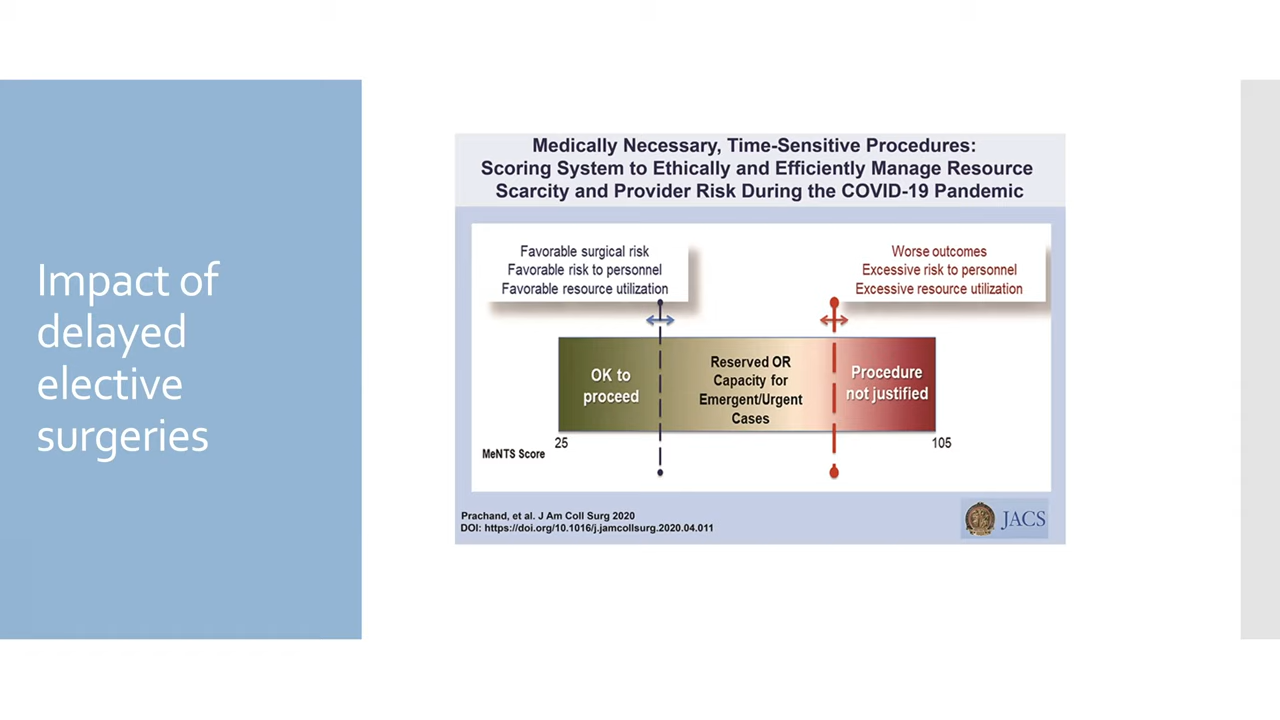 Impact of
delayed
elective
surgeries
Medically Necessary, Time-Sensitive Procedures:
Scoring System to Ethically and Efficiently Manage Resource
Scarcity and Provider Risk During the COVID-19 Pandemic
Favorable surgical risk
Favorable risk to personnel
Favorable resource utilization
Worse outcomes
Excessive risk to personnel
Excessive resource utilization
OK to
proceed
Reserved OR
Capacity for
Emergent/Urgent
Cases
Procedure
not justified
25
105
MeNTS Score
Prachand, et al. J Am Coll Surg 2020
DOI: https://doi.org/10.1016/j.jamcollsurg.2020.04.011
JACS